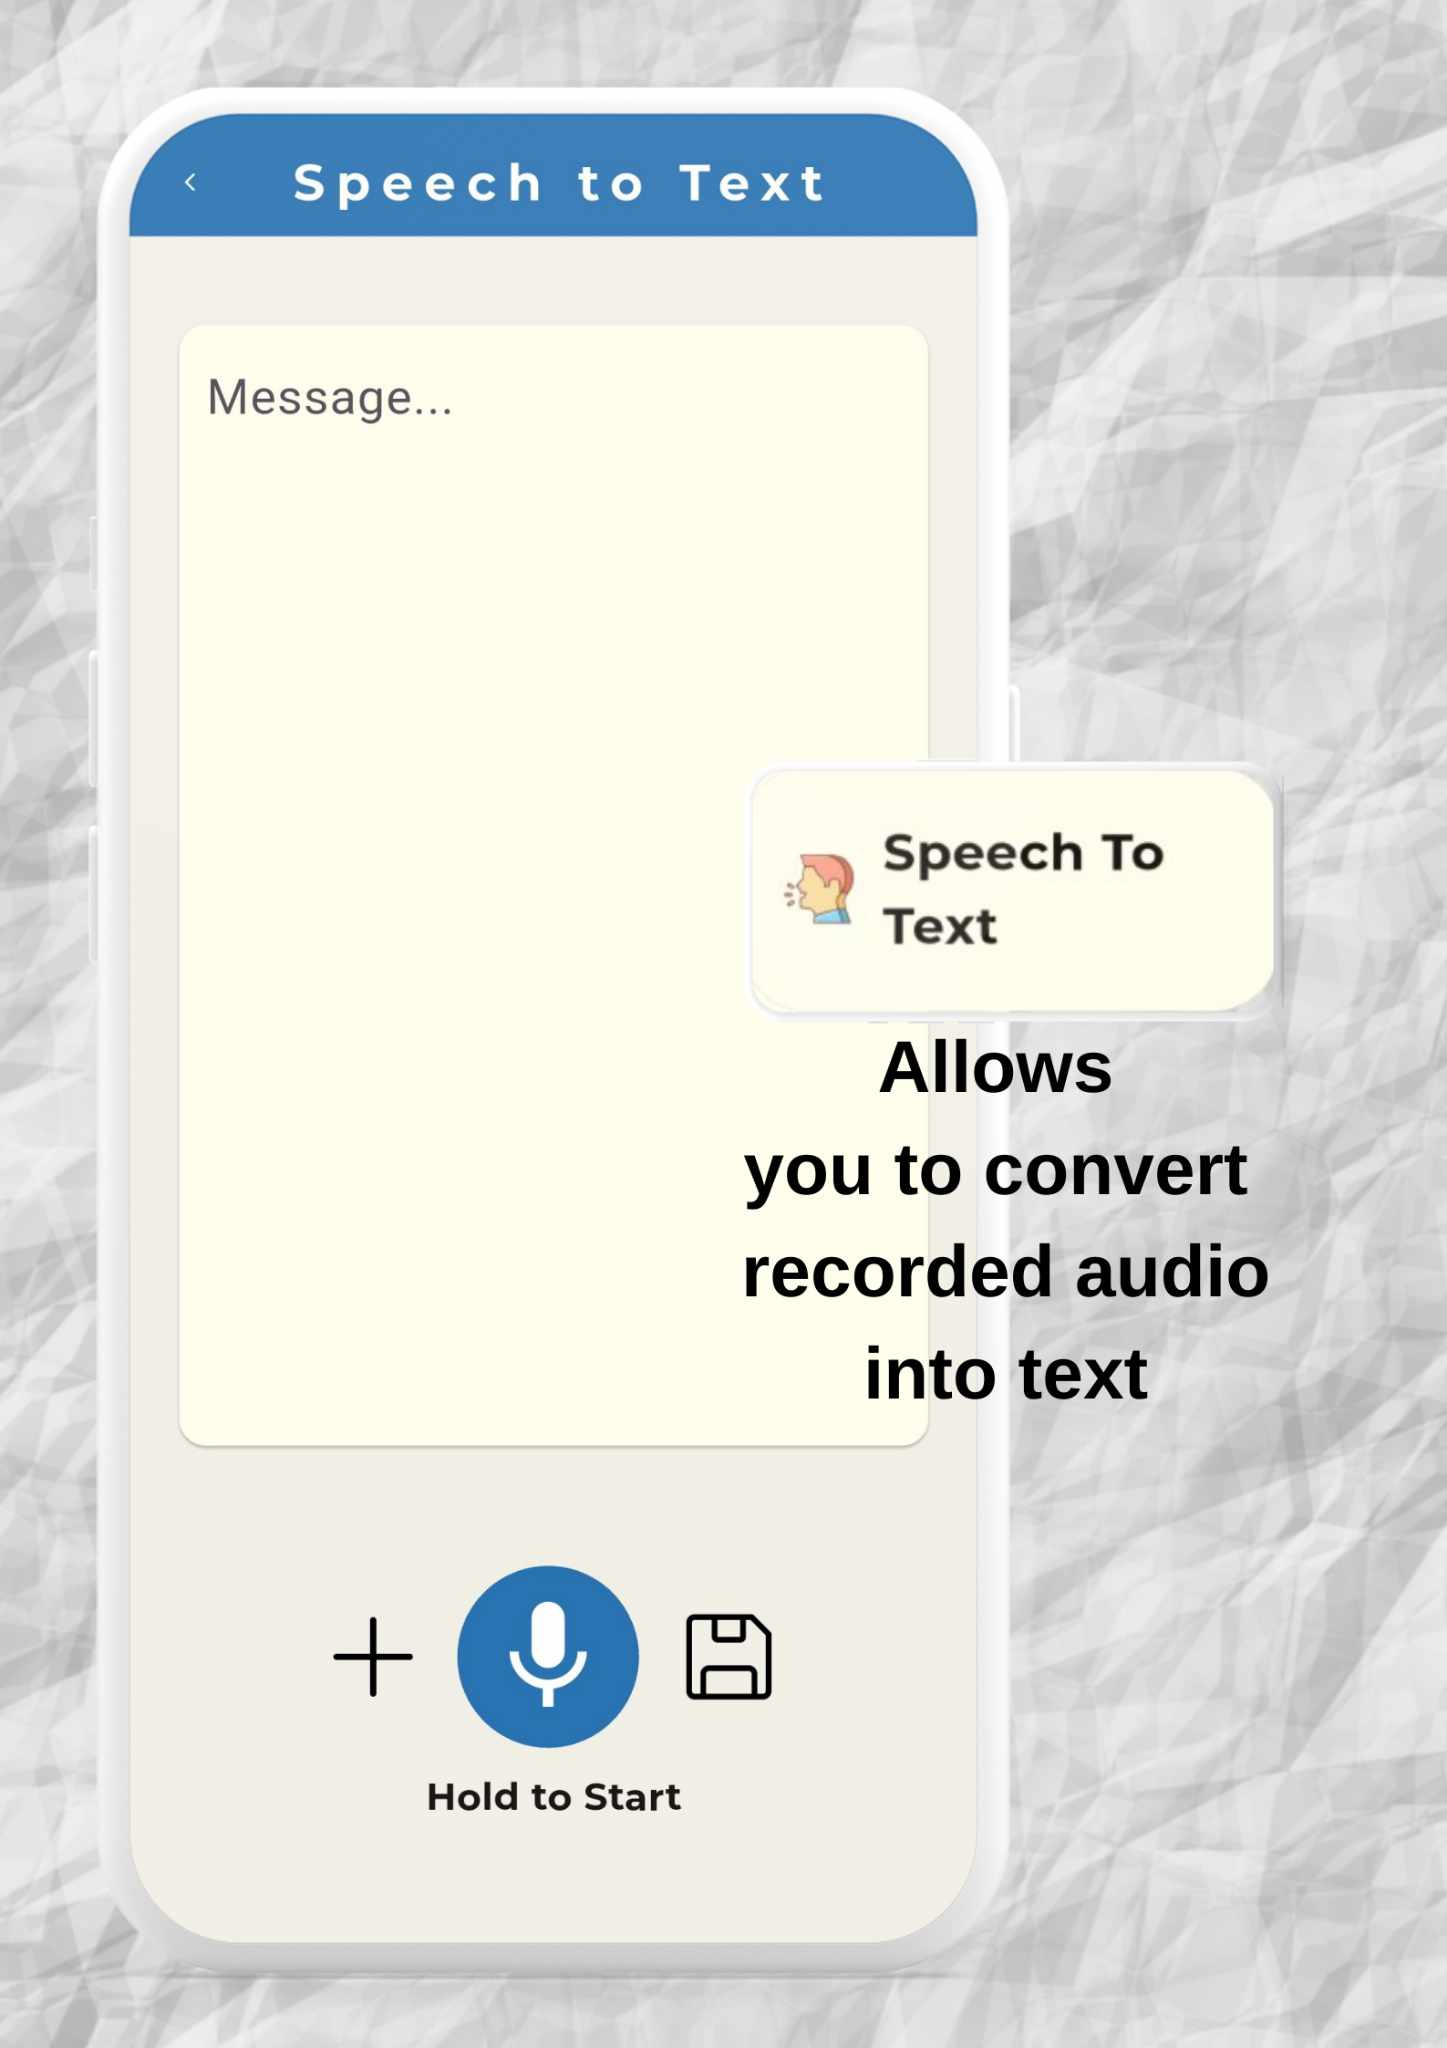 Speech to Text
Message...
Speech To
Text
Allows
you to convert
recorded audio
into text
Hold to Start